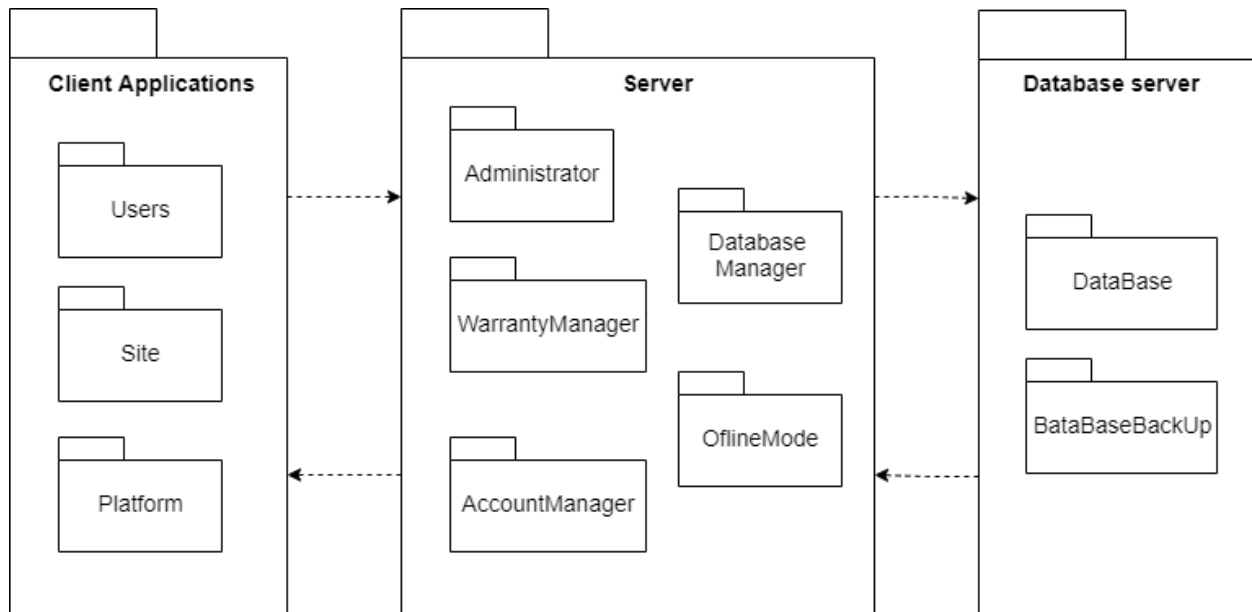 Client Applications
Users
Site
Platform
Server
Administrator
WarrantyManager
AccountManager
Database
Manager
OflineMode
Database server
DataBase
BataBaseBackUp